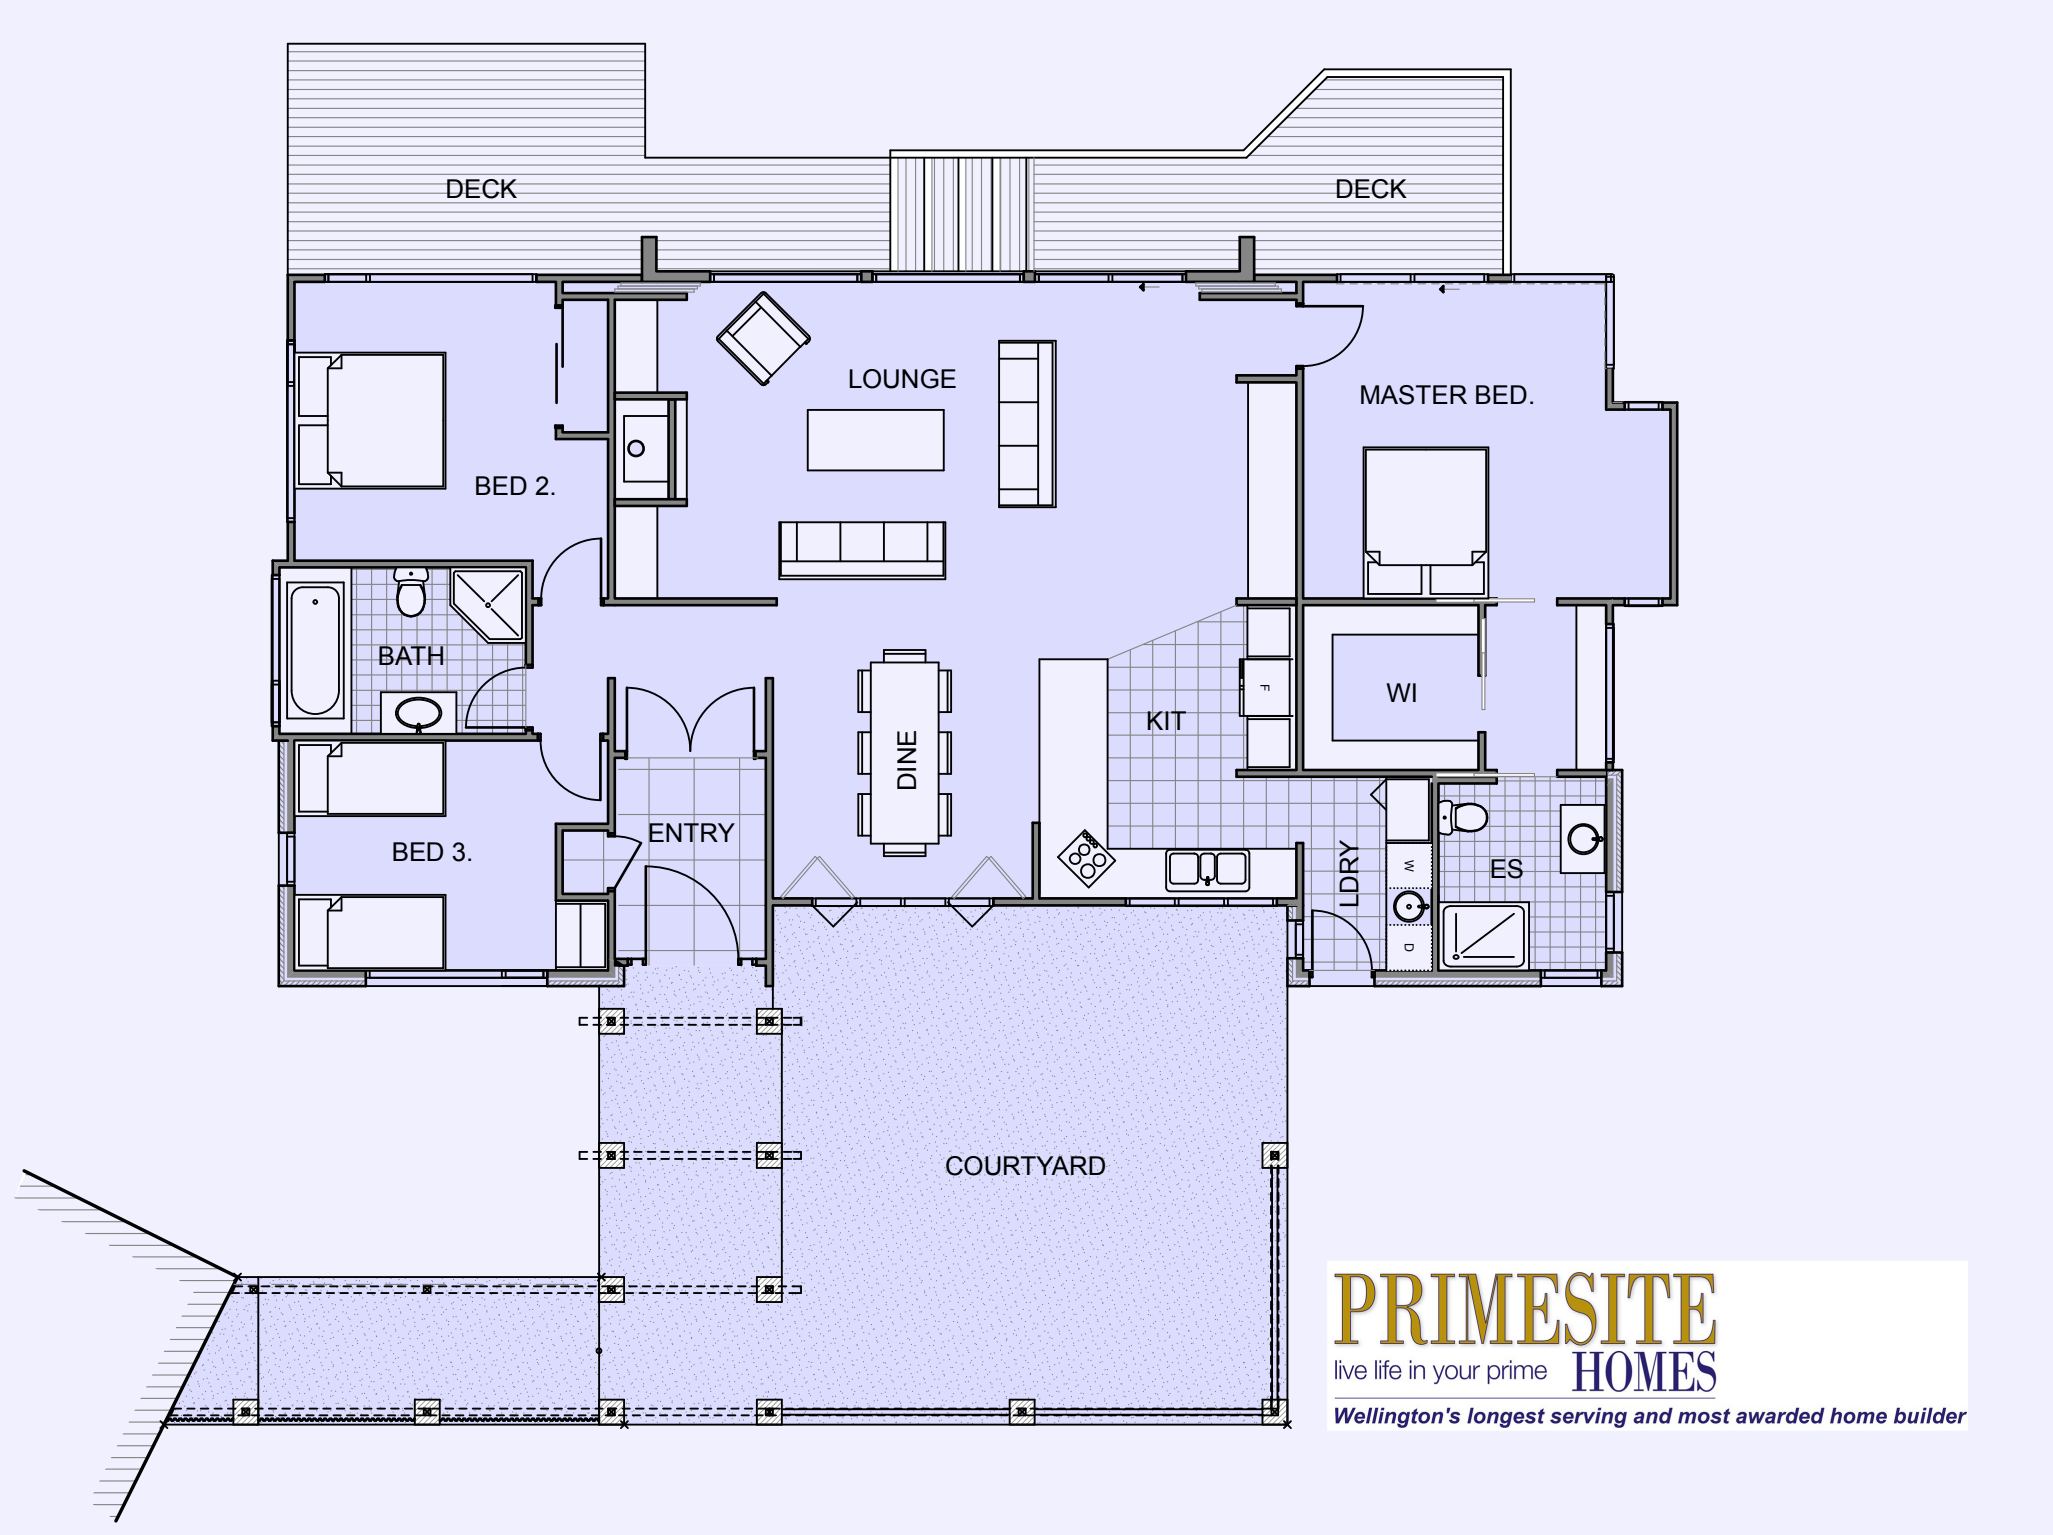 DECK
DECK
LOUNGE
MASTER BED.
BED 2.
BATH
WI
F
KIT
DINE
ENTRY
BED 3.
LDRY
W
ES
D
COURTYARD
PRIMESITE
live life in your prime HOMES
Wellington's longest serving and most awarded home builder